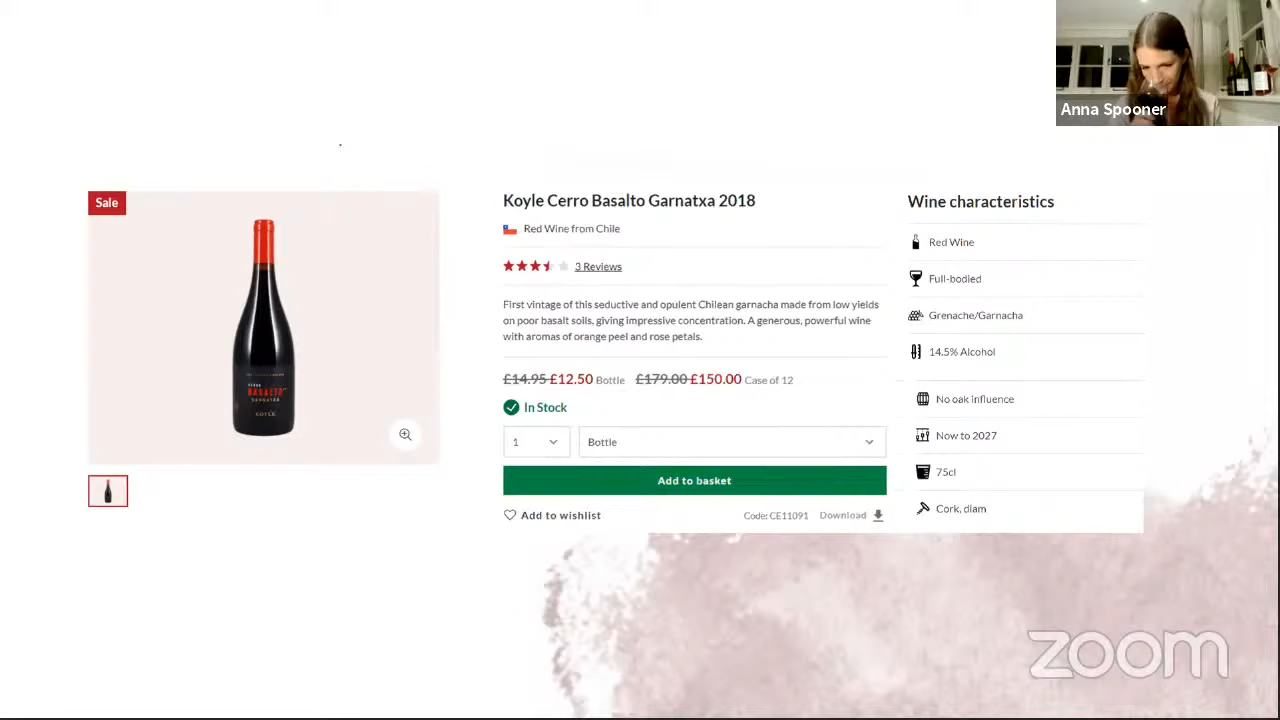 Anna Spooner
Sale
BASALTO
GARNATXA
KOYLE
Koyle Cerro Basalto Garnatxa 2018
Red Wine from Chile
3 Reviews
First vintage of this seductive and opulent Chilean garnacha made from low yields
on poor basalt soils, giving impressive concentration. A generous, powerful wine
with aromas of orange peel and rose petals.
£14.95 £12.50 Bottle £179.00 £150.00 Case of 12
In Stock
1 Bottle
Add to basket
Add to wishlist Code: CE11091 Download
Wine characteristics
Red Wine
Full-bodied
Grenache/Garnacha
14.5% Alcohol
No oak influence
Now to 2027
75cl
Cork, diam
zoom